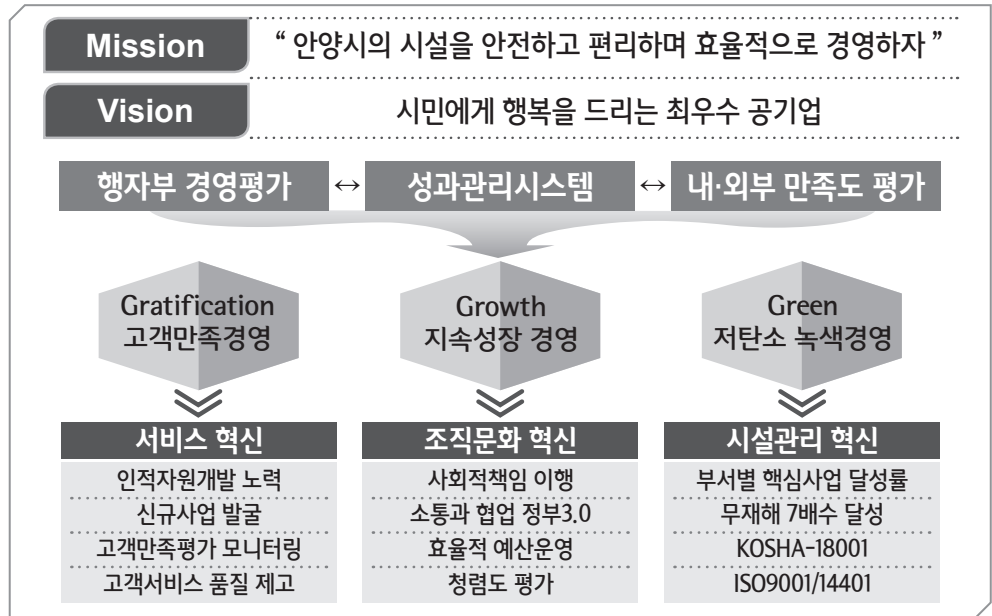 Mission
“ 안양시의 시설을 안전하고 편리하며 효율적으로 경영하자 ”
Vision
시민에게 행복을 드리는 최우수 공기업
행자부 경영평가 ↔ 성과관리시스템 ↔ 내·외부 만족도 평가
Gratification
고객만족경영
Growth
지속성장 경영
Green
저탄소 녹색경영
서비스 혁신
인적자원개발 노력
신규사업 발굴
고객만족평가 모니터링
고객서비스 품질 제고
조직문화 혁신
사회적책임 이행
소통과 협업 정부3.0
효율적 예산운영
청렴도 평가
시설관리 혁신
부서별 핵심사업 달성률
무재해 7배수 달성
KOSHA-18001
ISO9001/14401